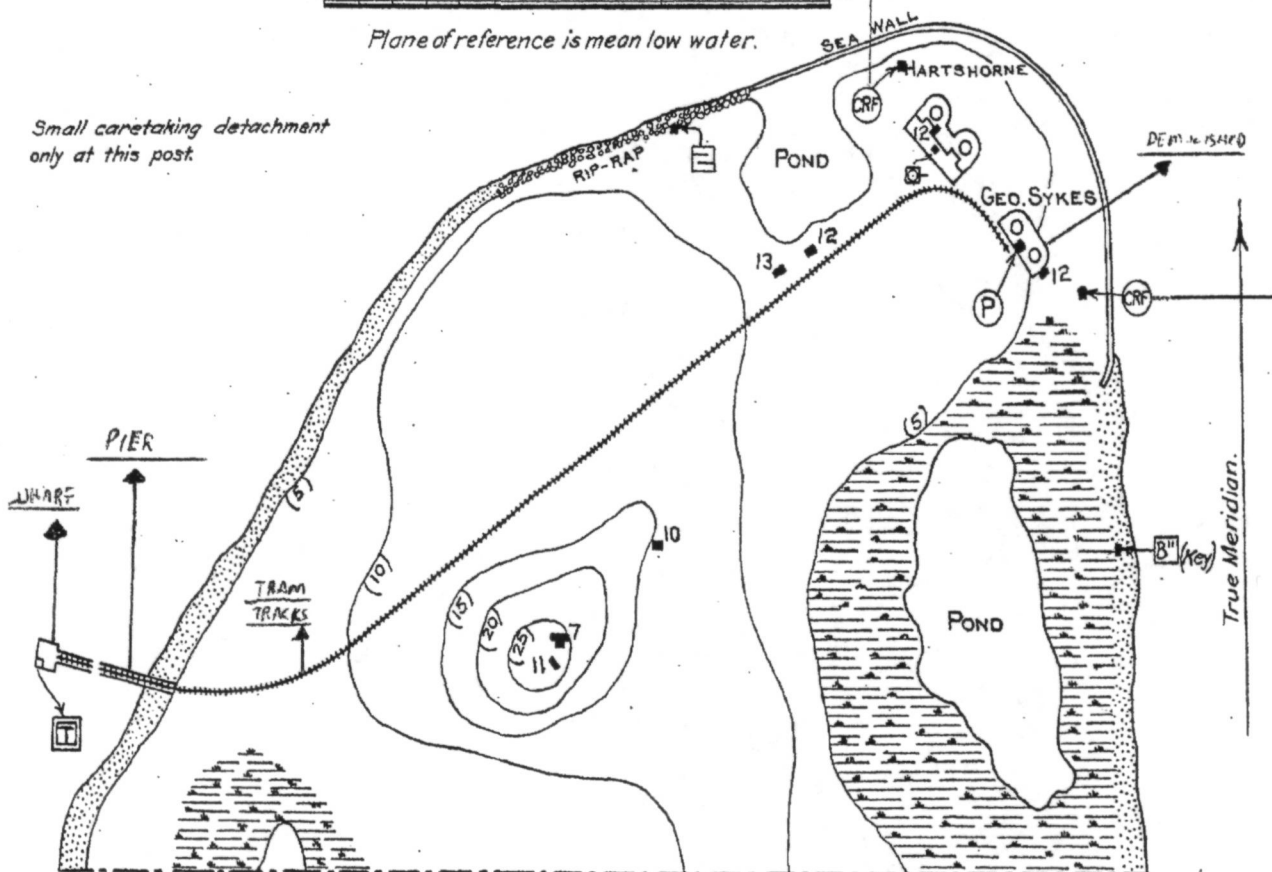 Plane of reference is mean low water.
SEA WALL
HARTSHORNE
CRF
Small caretaking detachment
only at this post.
12
DEMOLISHED
POND
RIP-RAP
GEO. SYKES
12
13
12
P
CRF
(5)
PIER
WHARF
(5)
10
8" (Key)
True Meridian.
(10)
TRAM
TRACKS
(15)
(20)
(25)
7
11
POND
T